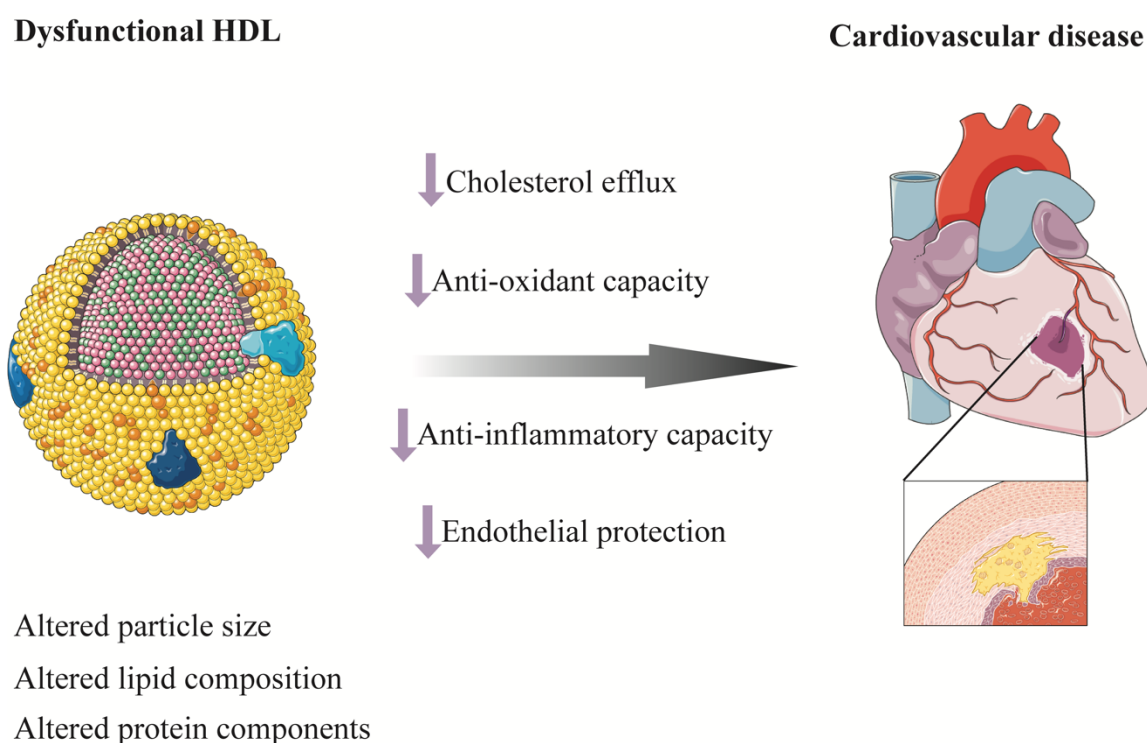 Dysfunctional HDL
Cardiovascular disease
Cholesterol efflux
Anti-oxidant capacity
Anti-inflammatory capacity
Endothelial protection
Altered particle size
Altered lipid composition
Altered protein components